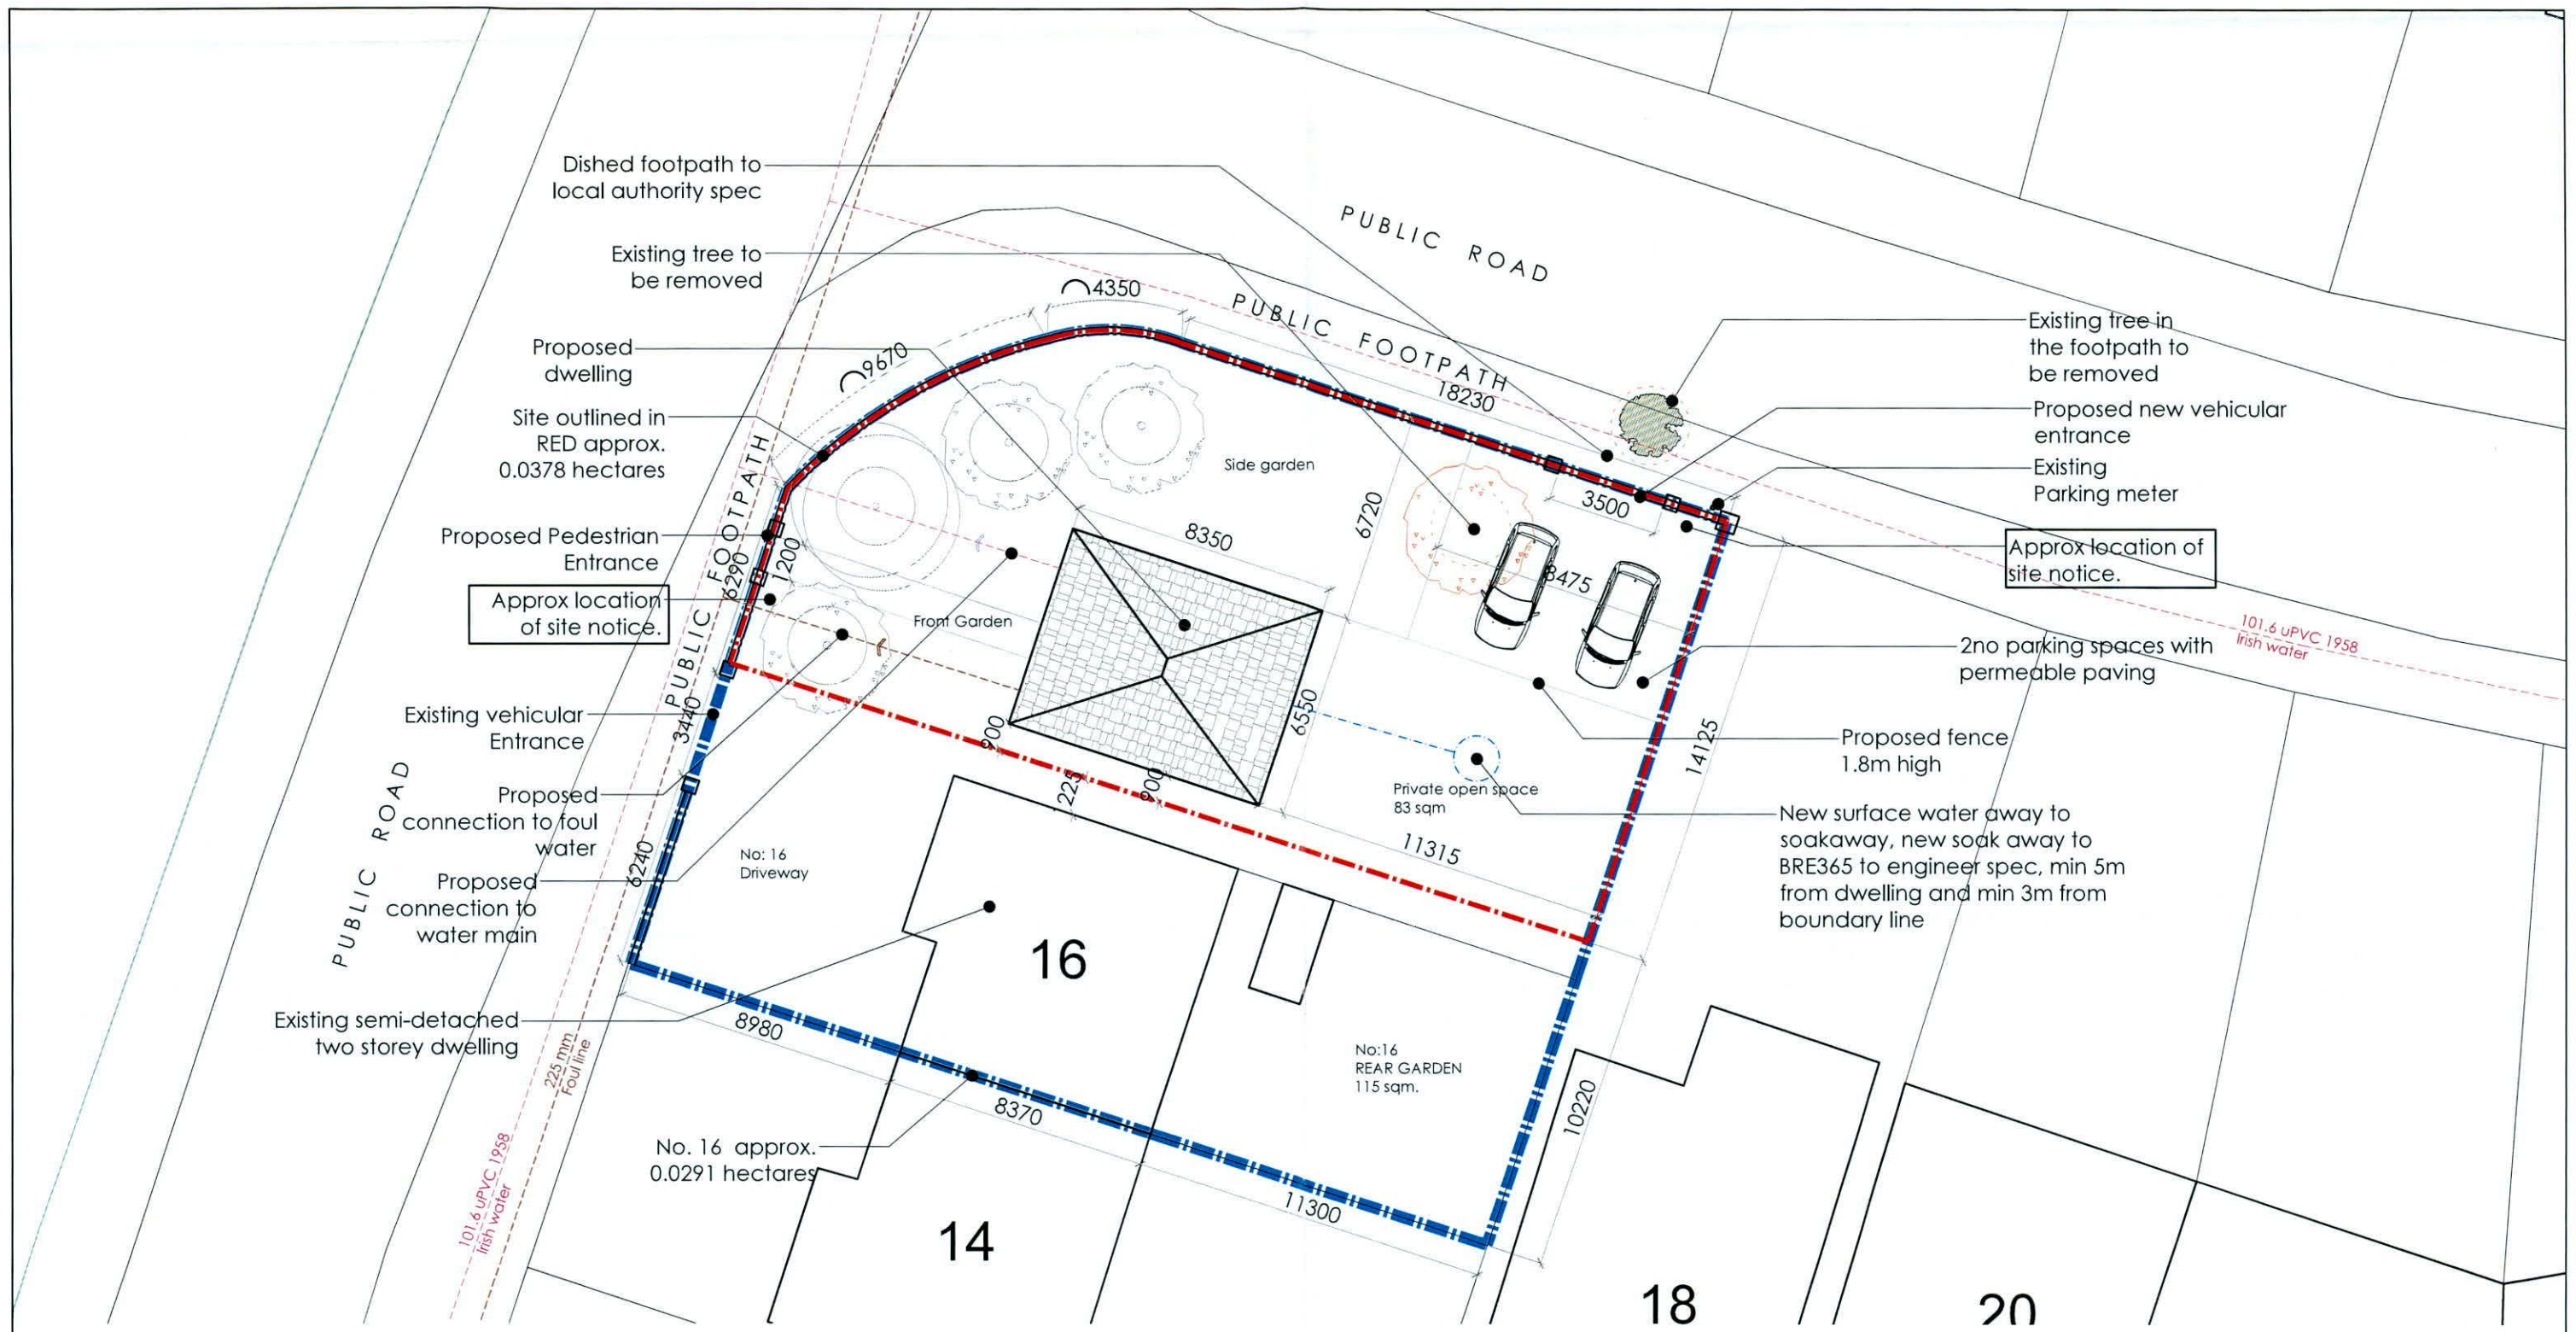 Dished footpath to
local authority spec
Existing tree to
be removed
Proposed
dwelling
Site outlined in
RED approx.
0.0378 hectares
Proposed Pedestrian
Entrance
Approx location
of site notice.
Existing vehicular
Entrance
Proposed
connection to foul
water
Proposed
connection to
water main
Existing semi-detached
two storey dwelling
No. 16 approx.
0.0291 hectares
PUBLIC ROAD
PUBLIC FOOTPATH
PUBLIC ROAD
PUBLIC FOOTPATH
4350
9670
18230
3500
6720
8350
8475
6290
1200
3440
6240
900
1225
900
6550
11315
14125
10220
8980
8370
11300
Side garden
Front Garden
Private open space
83 sqm
No: 16
Driveway
No:16
REAR GARDEN
115 sqm.
16
14
18
20
225 mm
Foul line
101.6 uPVC 1958
Irish water
101.6 uPVC 1958
Irish water
Existing tree in
the footpath to
be removed
Proposed new vehicular
entrance
Existing
Parking meter
Approx location of
site notice.
2no parking spaces with
permeable paving
Proposed fence
1.8m high
New surface water away to
soakaway, new soak away to
BRE365 to engineer spec, min 5m
from dwelling and min 3m from
boundary line